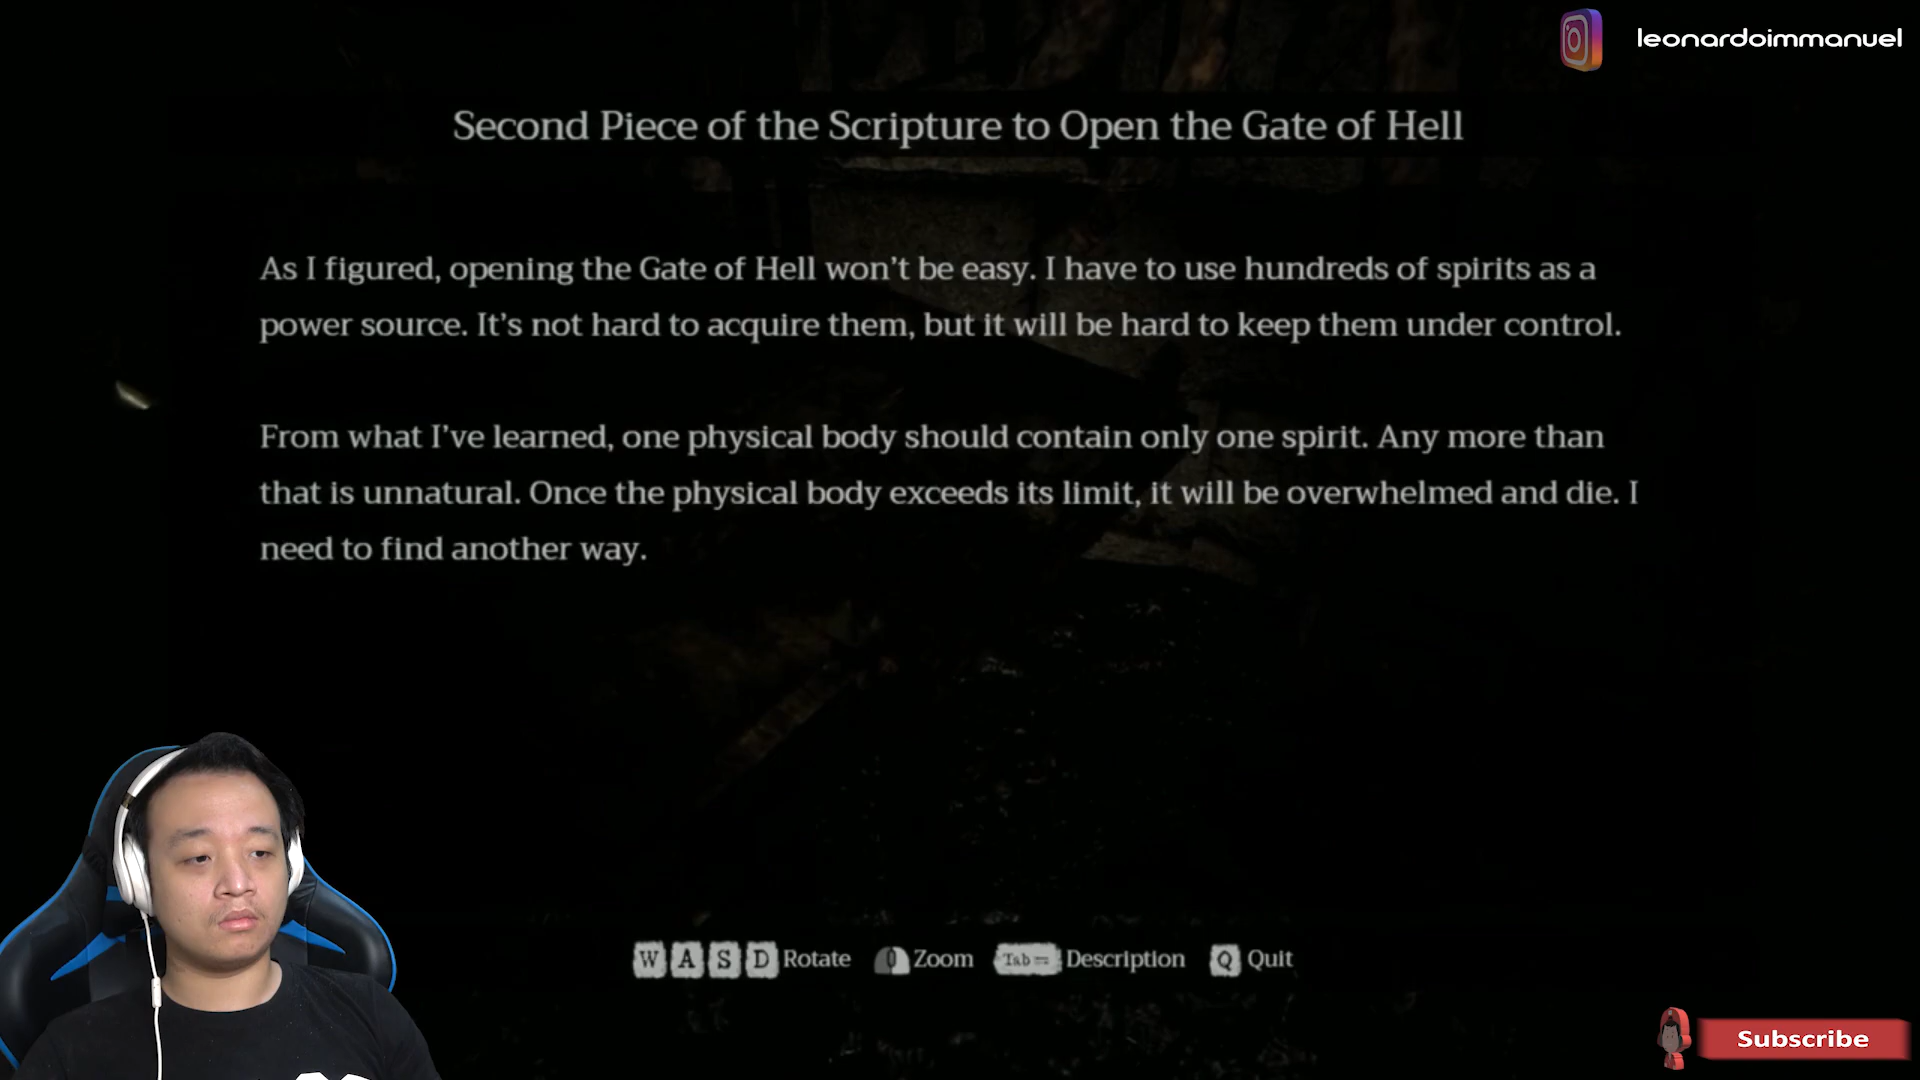 leonardoimmanuel
Second Piece of the Scripture to Open the Gate of Hell
As I figured, opening the Gate of Hell won't be easy. I have to use hundreds of spirits as a
power source. It's not hard to acquire them, but it will be hard to keep them under control.
From what I've learned, one physical body should contain only one spirit. Any more than
that is unnatural. Once the physical body exceeds its limit, it will be overwhelmed and die. I
need to find another way.
W A S D Rotate Zoom Tab Description Q Quit
Subscribe